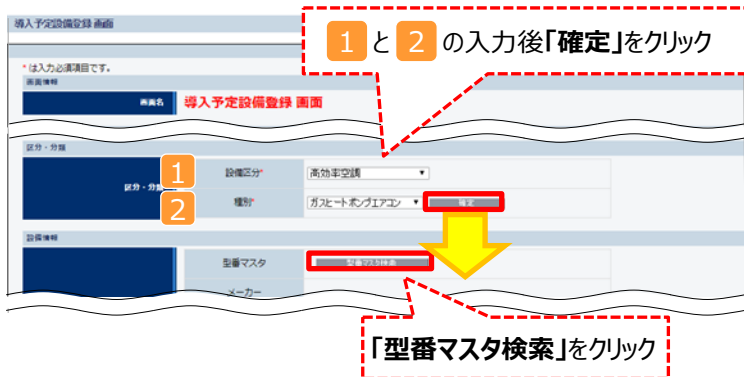 導入予定設備登録 画面
1 と 2 の入力後「確定」をクリック
* は入力必須項目です。
画面情報
画面名 導入予定設備登録 画面
区分・分類
区分・分類
1 設備区分* 高効率空調
2 種別* ガスヒートポンプエアコン 確定
設備情報
型番マスタ 型番マスタ検索
メーカー
「型番マスタ検索」をクリック